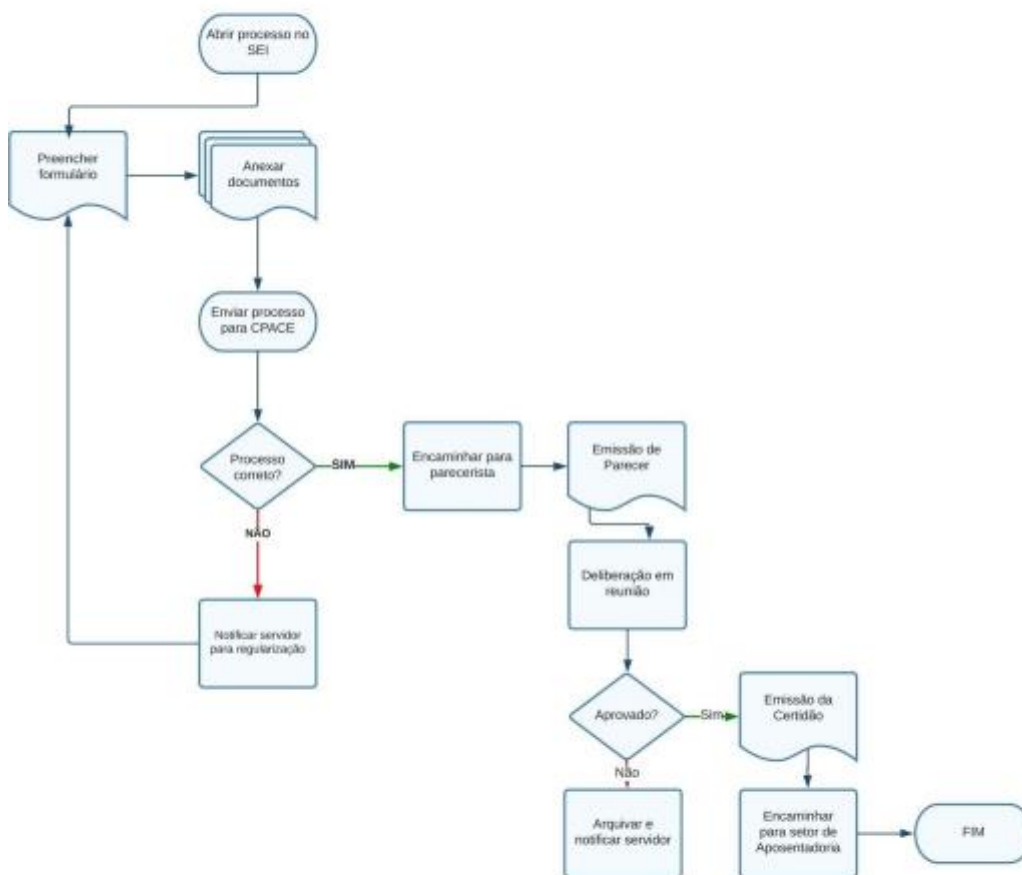 Abrir processo no
SEI
Preencher
formulário
Anexar
documentos
Enviar processo
para CPACE
Processo
correto?
SIM
Encaminhar para
parecerista
Emissão de
Parecer
NÃO
Deliberação em
reunião
Notificar servidor
para regularização
Aprovado?
Sim
Emissão da
Certidão
Não
Arquivar e
notificar servidor
Encaminhar
para setor de
Aposentadoria
FIM